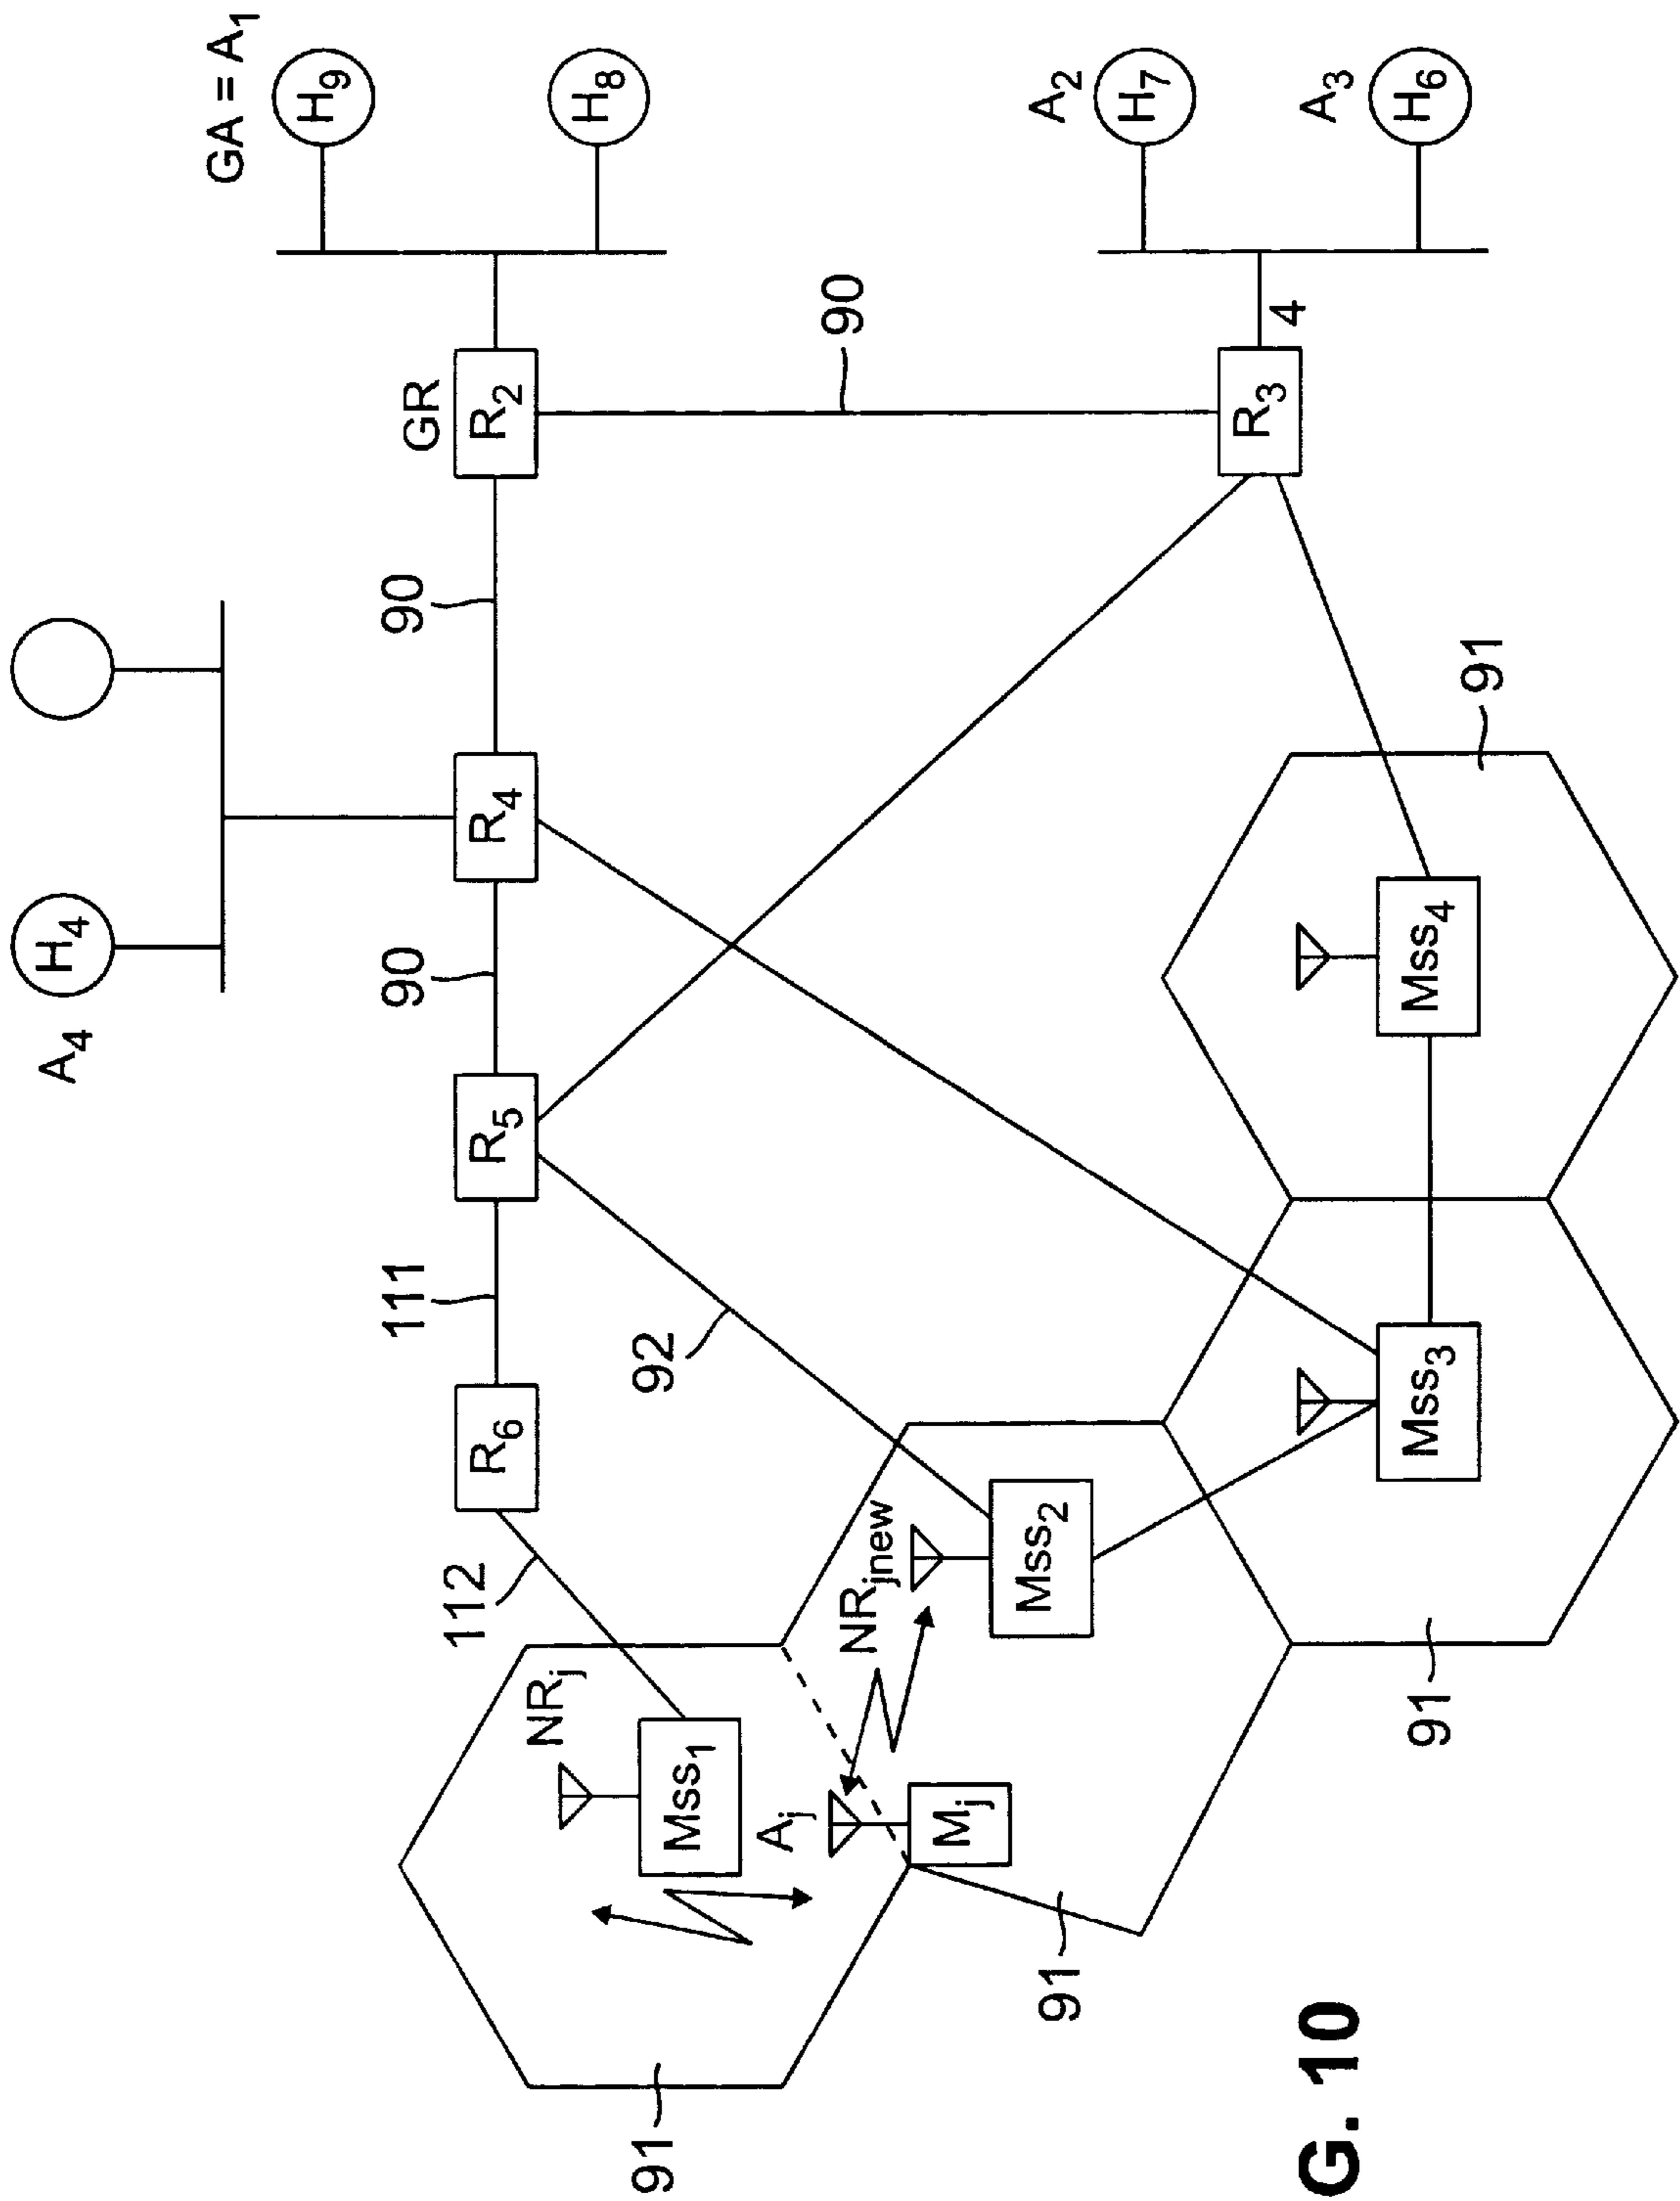 A4
H4
GA = A1
H9
111
90
90
GR
112
R6
R5
R4
R2
NRj
H8
91
92
Mss1
Aj
90
NRjnew
Mj
Mss2
91
A2
H7
R3
4
A3
H6
Mss3
Mss4
91
91
G. 10